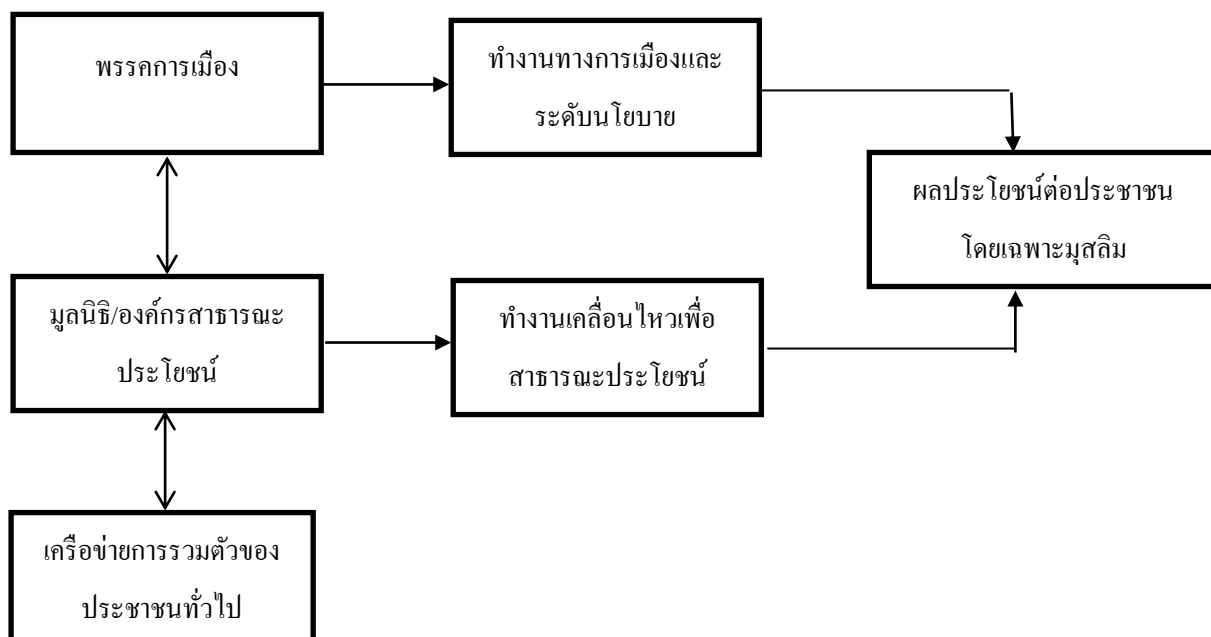 พรรคการเมือง
ทำงานทางการเมืองและ
ระดับนโยบาย
ผลประโยชน์ต่อประชาชน
โดยเฉพาะมุสลิม
มูลนิธิ/องค์กรสาธารณะ
ประโยชน์
ทำงานเคลื่อนไหวเพื่อ
สาธารณะประโยชน์
เครือข่ายการรวมตัวของ
ประชาชนทั่วไป